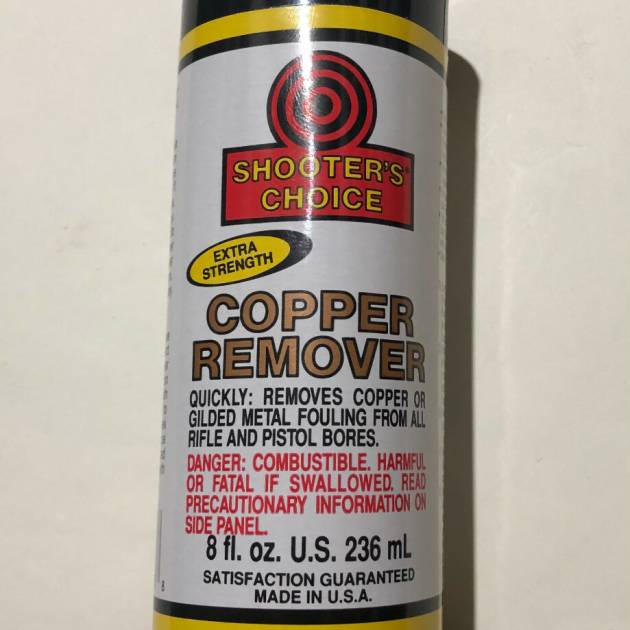 SHOOTER'S®
CHOICE
EXTRA
STRENGTH
COPPER
REMOVER
QUICKLY: REMOVES COPPER OR
GILDED METAL FOULING FROM ALL
RIFLE AND PISTOL BORES.
DANGER: COMBUSTIBLE. HARMFUL
OR FATAL IF SWALLOWED. READ
PRECAUTIONARY INFORMATION ON
SIDE PANEL.
8 fl. oz. U.S. 236 mL
SATISFACTION GUARANTEED
MADE IN U.S.A.